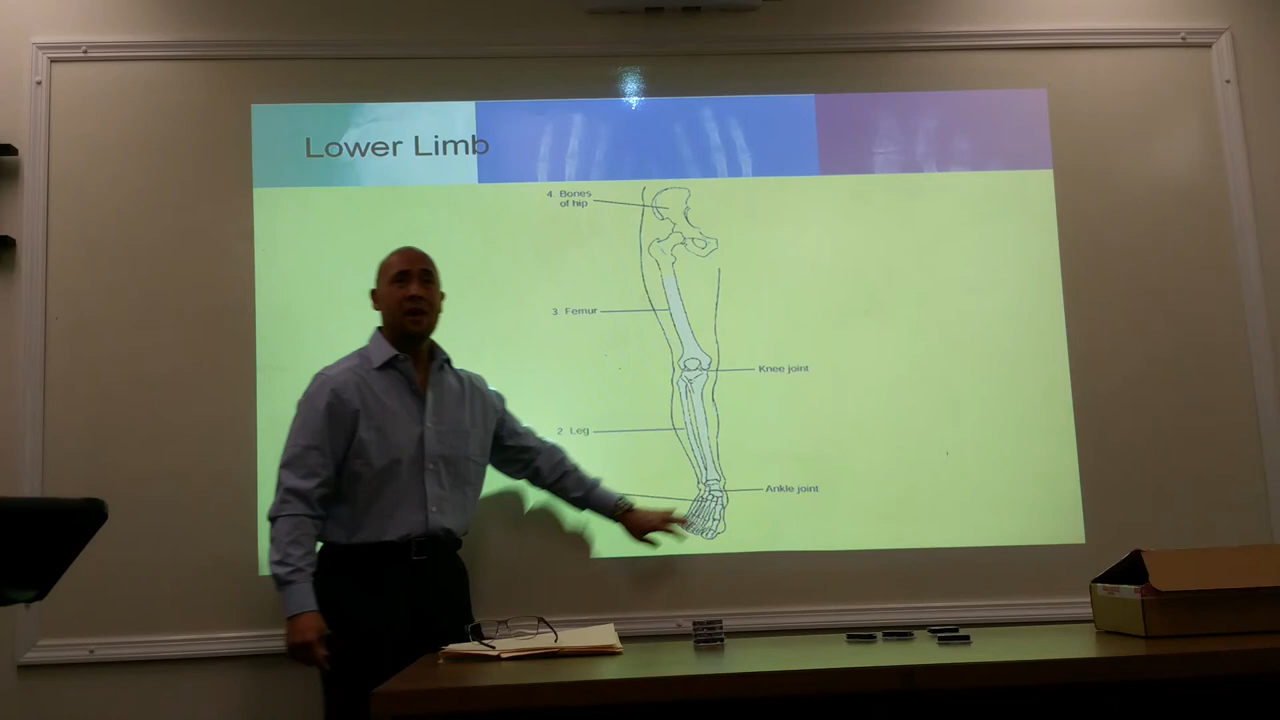 Lower Limb
4. Bones
of hip
3. Femur
Knee joint
2. Leg
Ankle joint